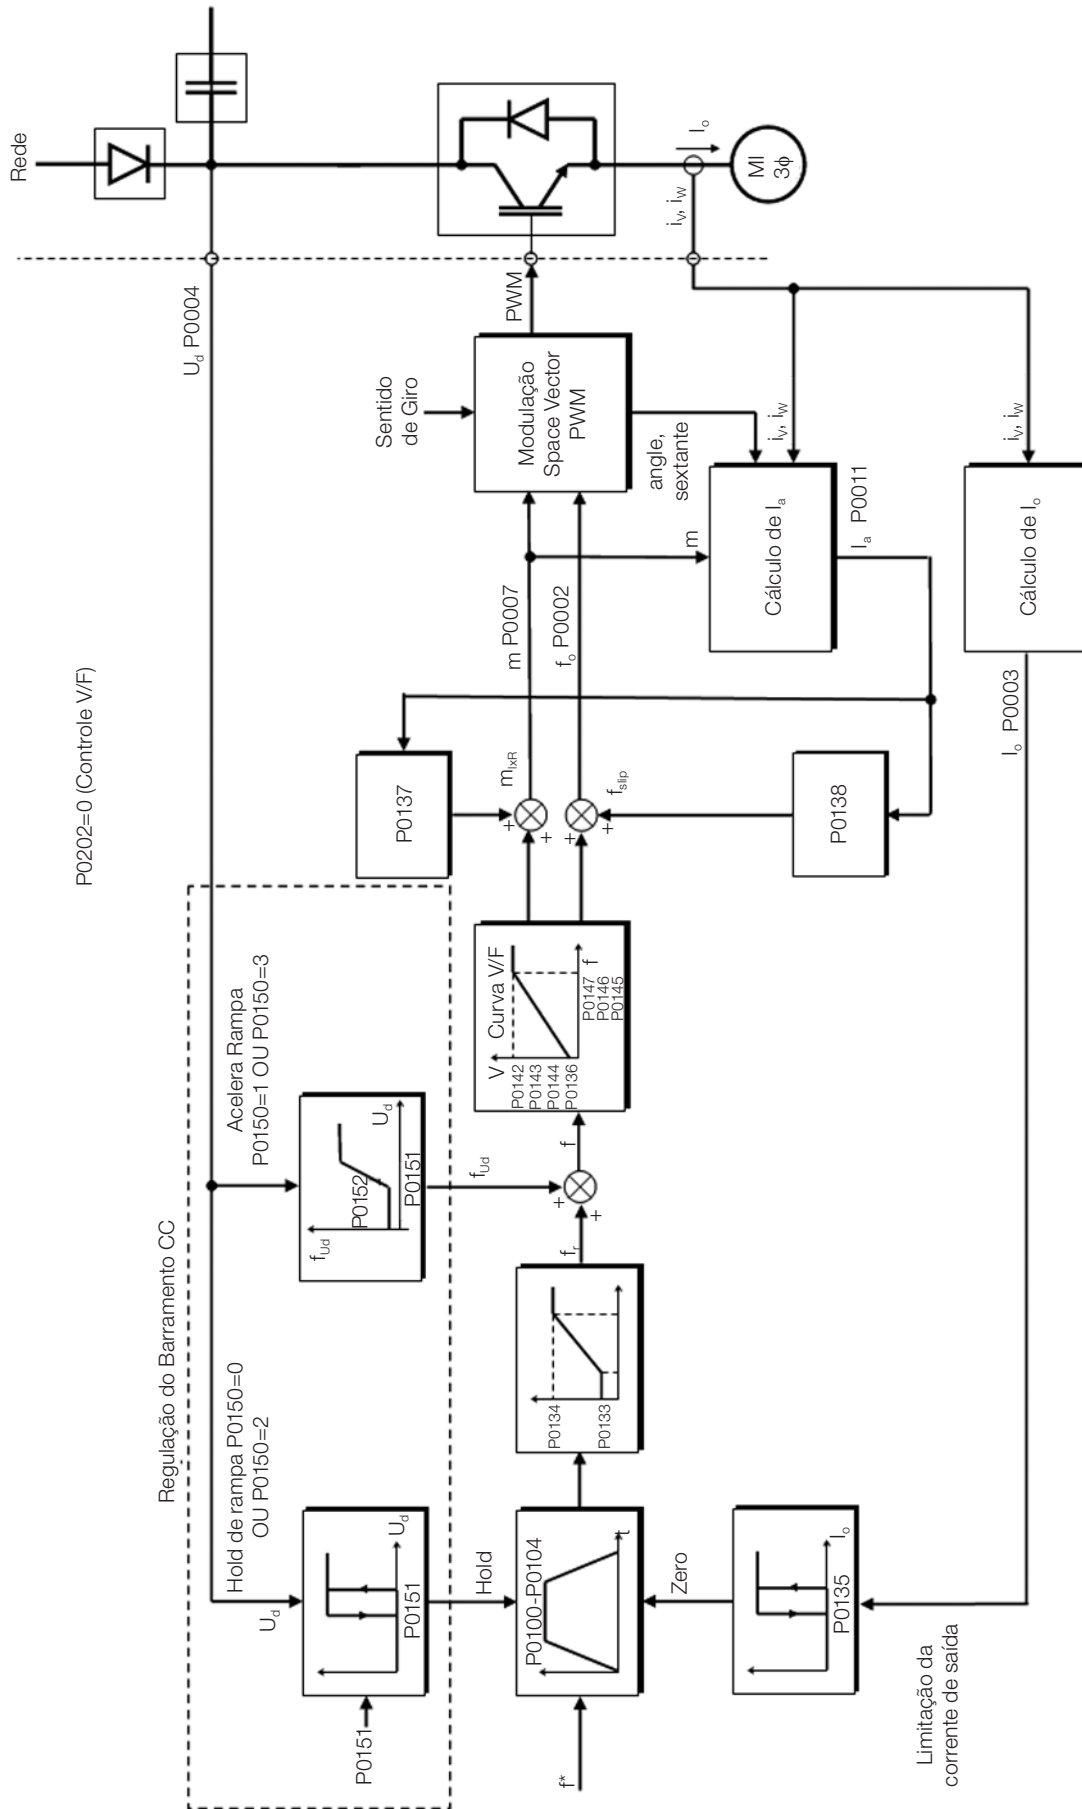 P0202=0 (Controle V/F)
Rede
U_d P0004
Regulação do Barramento CC
Hold de rampa P0150=0
OU P0150=2
U_d
Acelera Rampa
P0150=1 OU P0150=3
P0151
U_d
P0151
f_Ud
P0152
U_d
P0151
Hold
f_Ud
f*
P0100-P0104
t
P0134
P0133
f_r
f
V
Curva V/F
f
P0142
P0143
P0144
P0136
P0147
P0146
P0145
P0137
m_IxR
m P0007
f_o P0002
f_slip
P0138
Sentido
de Giro
Modulação
Space Vector
PWM
PWM
angle,
sextante
m
I_o
MI
3ϕ
i_v, i_w
i_v, i_w
i_v, i_w
Cálculo de I_a
I_a P0011
Cálculo de I_o
I_o P0003
Zero
I_o
P0135
Limitação da
corrente de saída